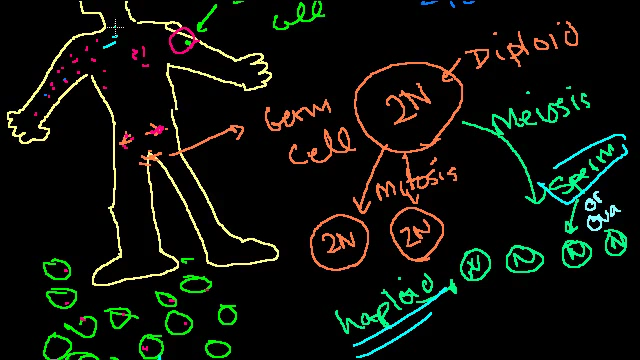 cell
Diploid
2N
Germ
cell
Meiosis
Mitosis
Sperm
or
Ova
2N
2N
N
N
N
N
haploid